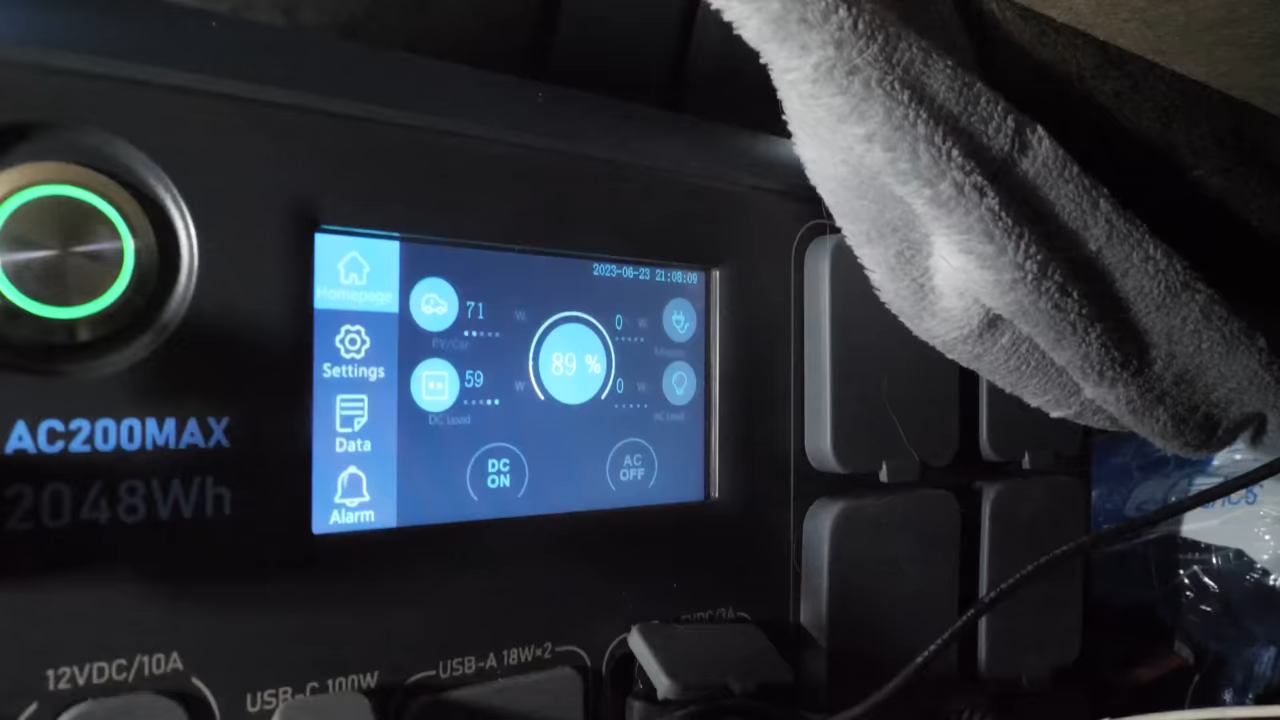 2023-06-23 21:08:09
Homepage
Settings
Data
Alarm
71 W
PV/Car
59 W
DC Load
89 %
0 W
0 W
AC Load
DC
ON
AC
OFF
AC200MAX
2048Wh
12VDC/10A
USB-C 100W
USB-A 18W×2